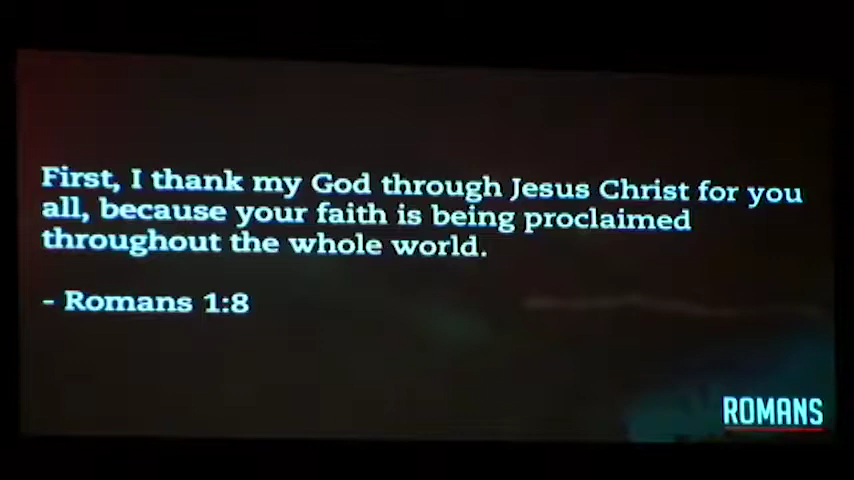 First, I thank my God through Jesus Christ for you
all, because your faith is being proclaimed
throughout the whole world.
- Romans 1:8
ROMANS